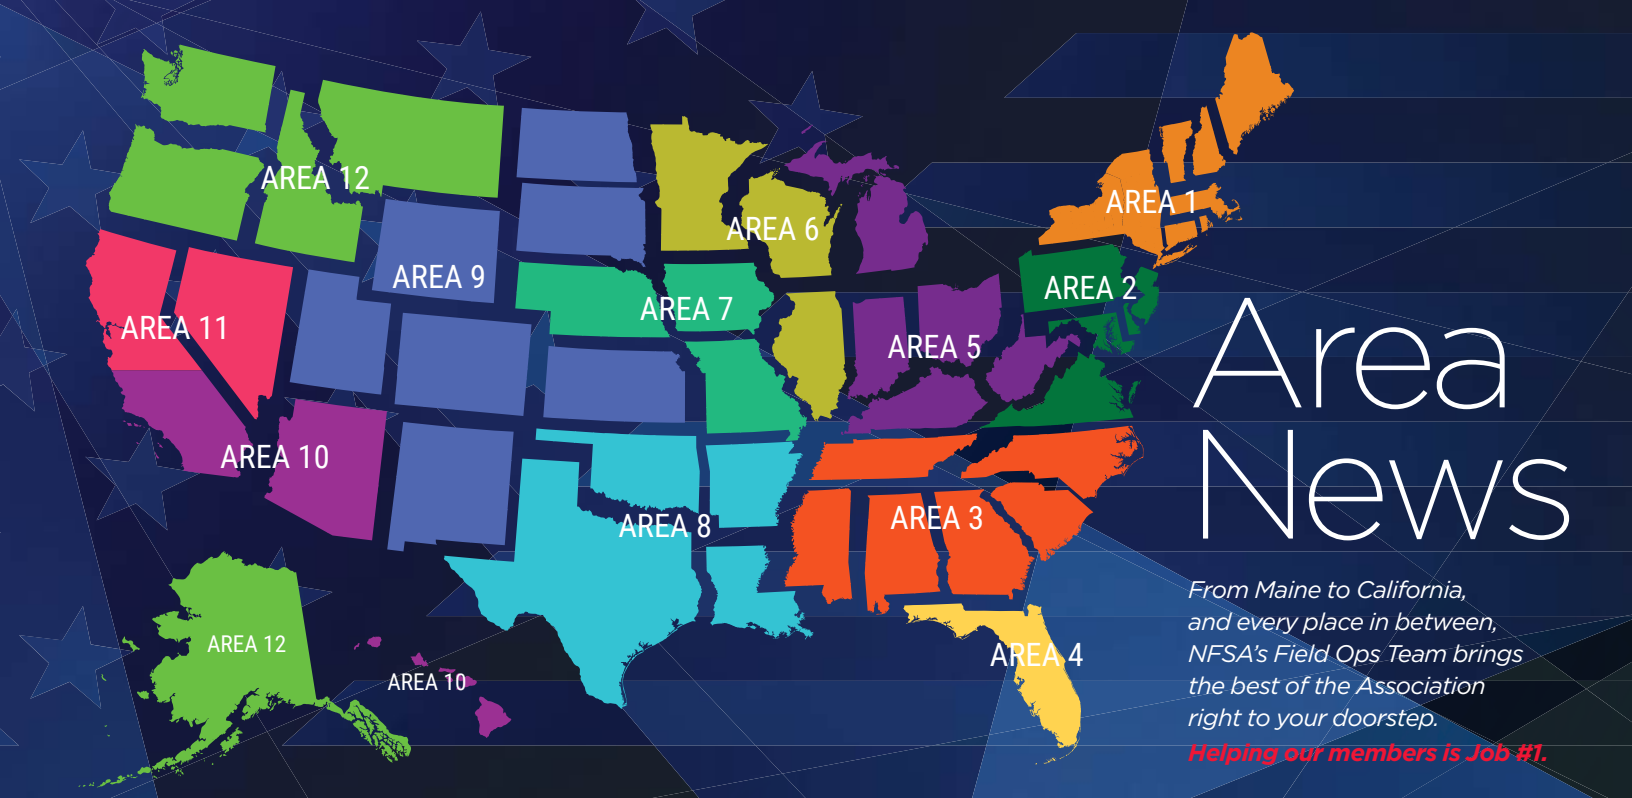 AREA 12
AREA 1
AREA 6
AREA 9
AREA 2
AREA 7
AREA 11
AREA 5
AREA 10
AREA 3
AREA 8
AREA 4
AREA 12
AREA 10
Area
News
From Maine to California,
and every place in between,
NFSA's Field Ops Team brings
the best of the Association
right to your doorstep.
Helping our members is Job #1.